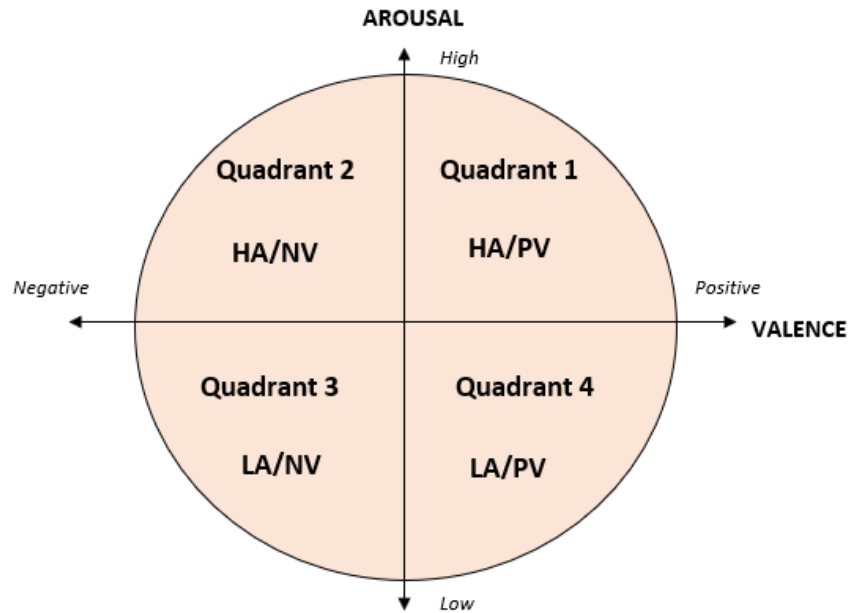 AROUSAL
High
Quadrant 2
Quadrant 1
HA/NV
HA/PV
Negative
Positive
VALENCE
Quadrant 3
Quadrant 4
LA/NV
LA/PV
Low